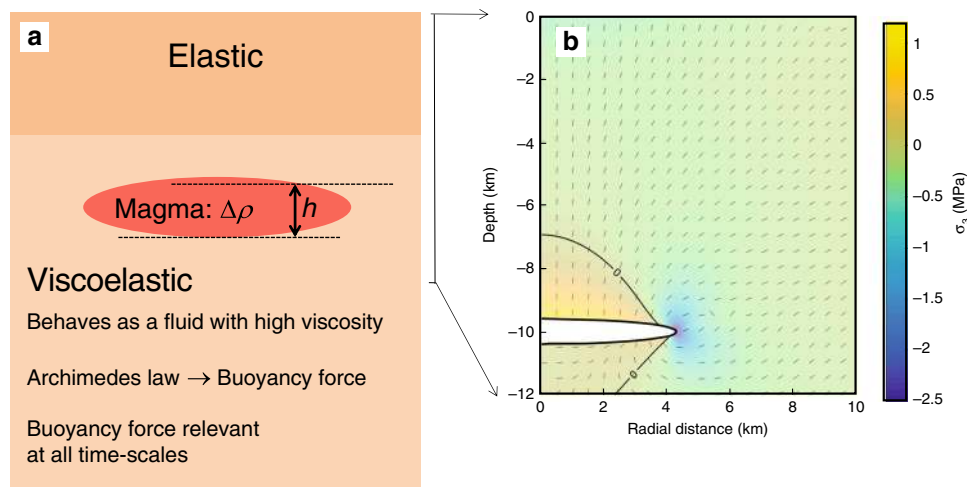 a
Elastic
Magma: Δρ
h
Viscoelastic
Behaves as a fluid with high viscosity
Archimedes law → Buoyancy force
Buoyancy force relevant
at all time-scales
b
0
−2
−4
−6
−8
−10
−12
Depth (km)
0
0
0 2 4 6 8 10
Radial distance (km)
1
0.5
0
−0.5
−1
−1.5
−2
−2.5
σ3 (MPa)